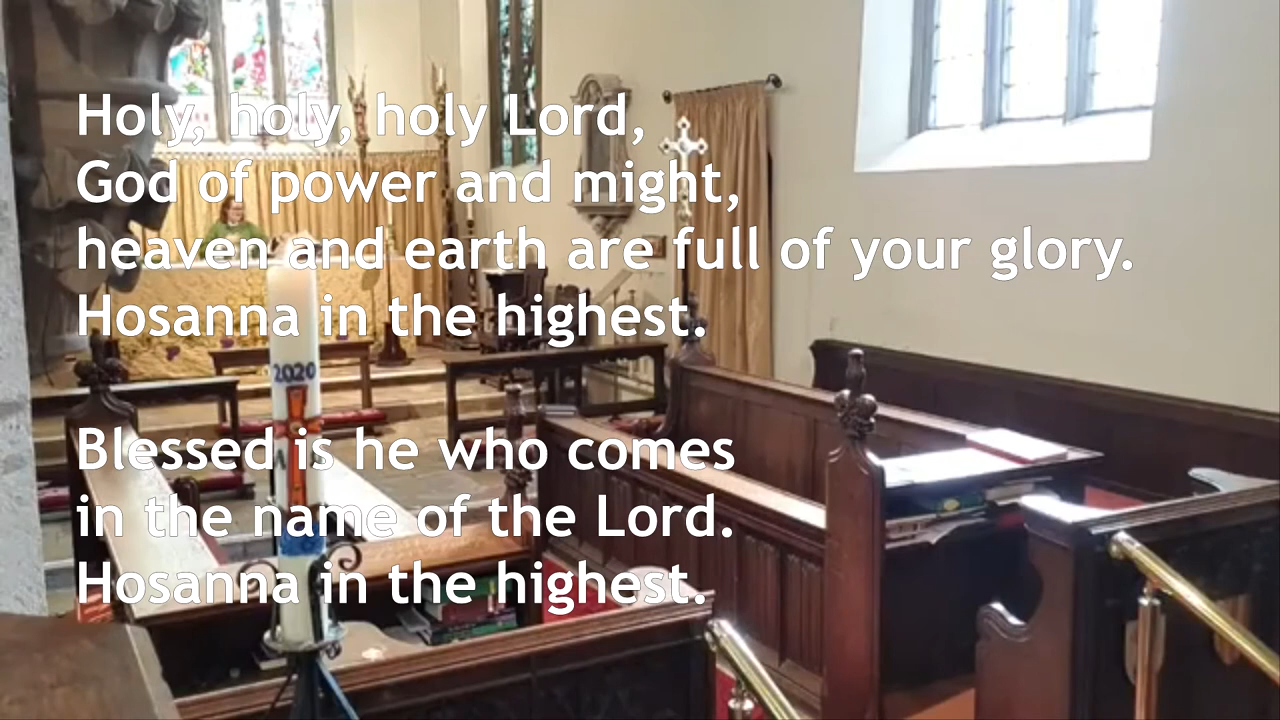 Holy, holy, holy Lord,
God of power and might,
heaven and earth are full of your glory.
Hosanna in the highest.
Blessed is he who comes
in the name of the Lord.
Hosanna in the highest.
2020